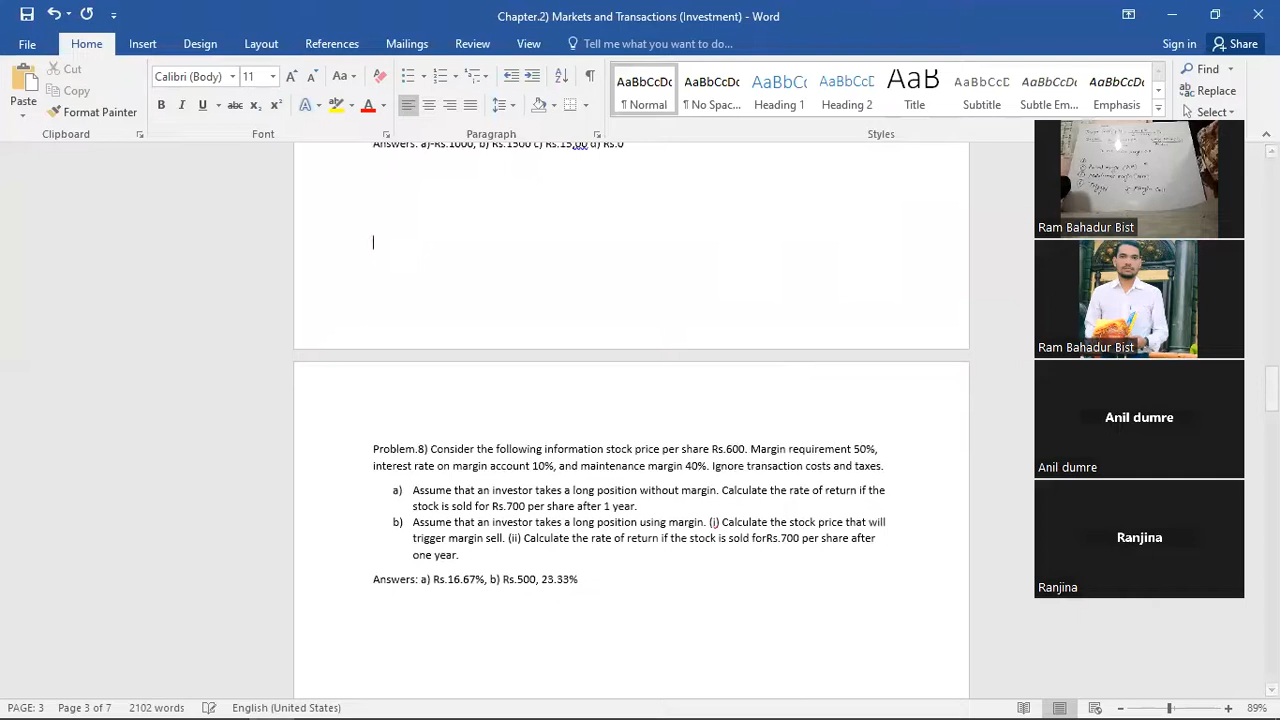 Chapter.2) Markets and Transactions (Investment) - Word
File Home Insert Design Layout References Mailings Review View Tell me what you want to do... Sign in Share
Paste Cut Copy Format Painter
Calibri (Body) 11
AaBbCcDc AaBbCcDc AaBbCc AaBbCcD AaB AaBbCcD AaBbCcDc AaBbCcDc
¶ Normal ¶ No Spac... Heading 1 Heading 2 Title Subtitle Subtle Em... Emphasis
Find
Replace
Select
Clipboard Font Paragraph Styles
Answers: a)-Rs.1000, b) Rs.1500 c) Rs.15,00 d) Rs.0
Problem.8) Consider the following information stock price per share Rs.600. Margin requirement 50%,
interest rate on margin account 10%, and maintenance margin 40%. Ignore transaction costs and taxes.
a) Assume that an investor takes a long position without margin. Calculate the rate of return if the
stock is sold for Rs.700 per share after 1 year.
b) Assume that an investor takes a long position using margin. (i) Calculate the stock price that will
trigger margin sell. (ii) Calculate the rate of return if the stock is sold forRs.700 per share after
one year.
Answers: a) Rs.16.67%, b) Rs.500, 23.33%
Ram Bahadur Bist
Ram Bahadur Bist
Anil dumre
Anil dumre
Ranjina
Ranjina
PAGE: 3 Page 3 of 7 2102 words English (United States) 89%